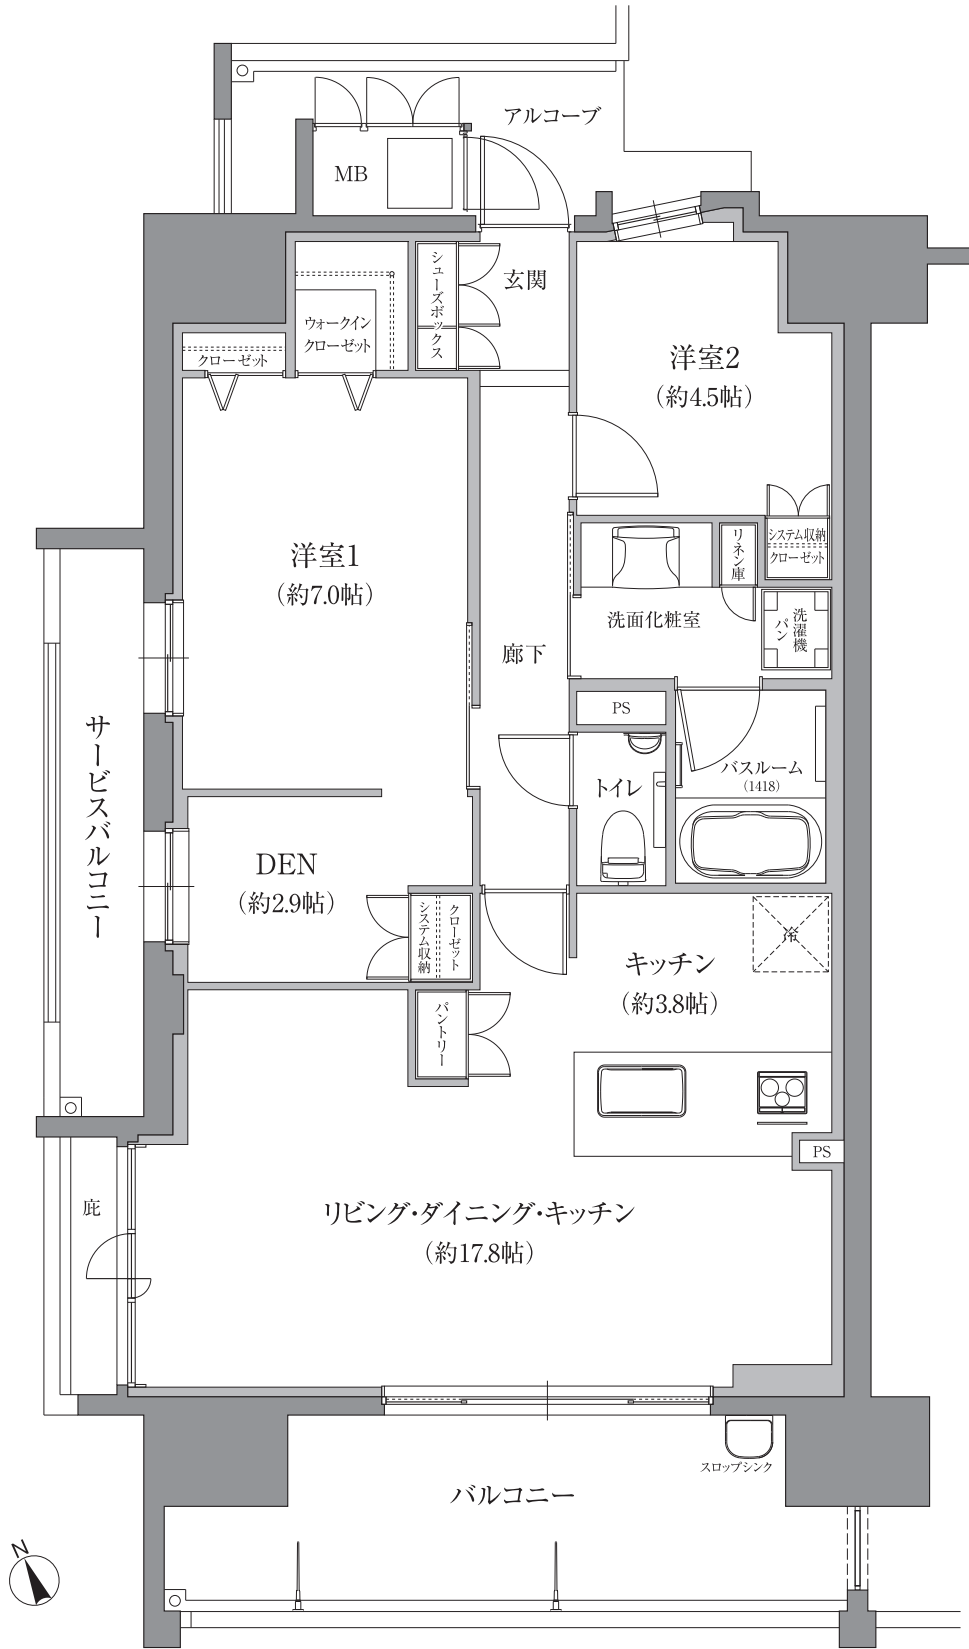 アルコーブ
MB
シューズボックス
玄関
ウォークイン
クローゼット
クローゼット
洋室2
(約4.5帖)
洋室1
(約7.0帖)
システム収納
クローゼット
リネン庫
洗面化粧室
洗濯機
パン
廊下
PS
サービスバルコニー
トイレ
バスルーム
(1418)
DEN
(約2.9帖)
クローゼット
システム収納
冷
キッチン
(約3.8帖)
パントリー
PS
庇
リビング・ダイニング・キッチン
(約17.8帖)
スロップシンク
バルコニー
N